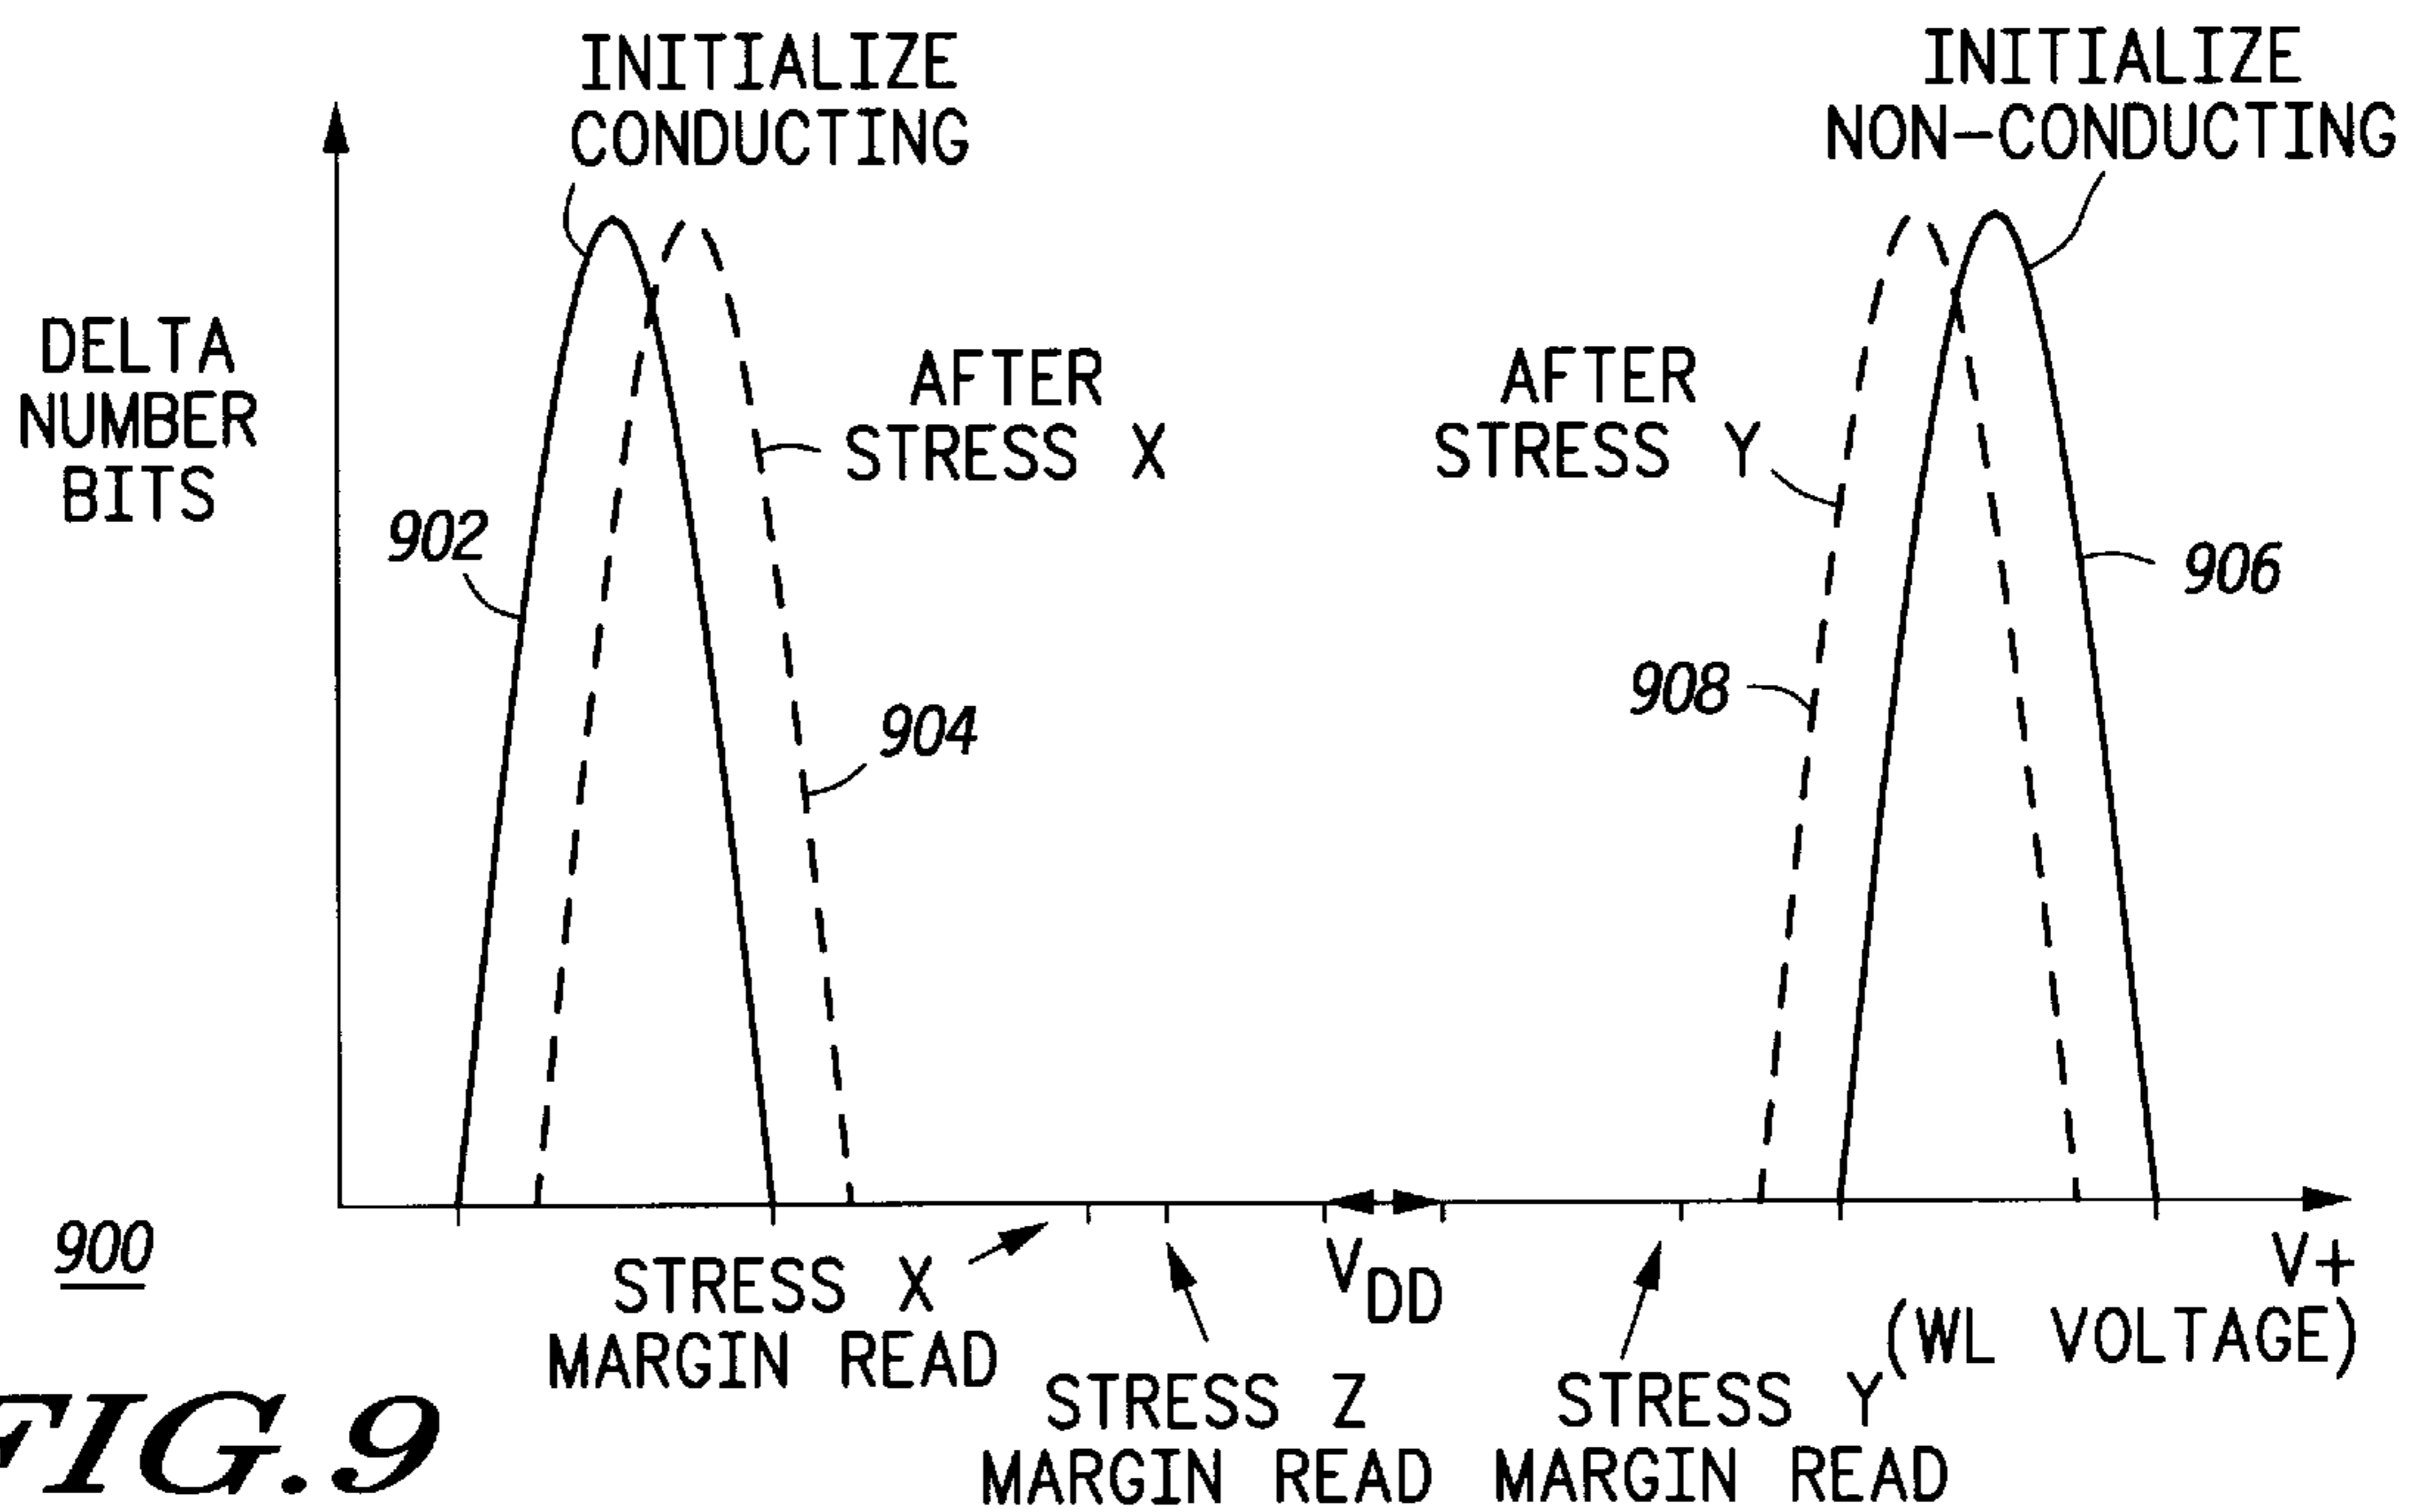 INITIALIZE
CONDUCTING
INITIALIZE
NON-CONDUCTING
DELTA
NUMBER
BITS
AFTER
STRESS X
AFTER
STRESS Y
902
904
906
908
900
STRESS X
MARGIN READ
STRESS Z
MARGIN READ
VDD
STRESS Y
MARGIN READ
V+
(WL VOLTAGE)
FIG.9